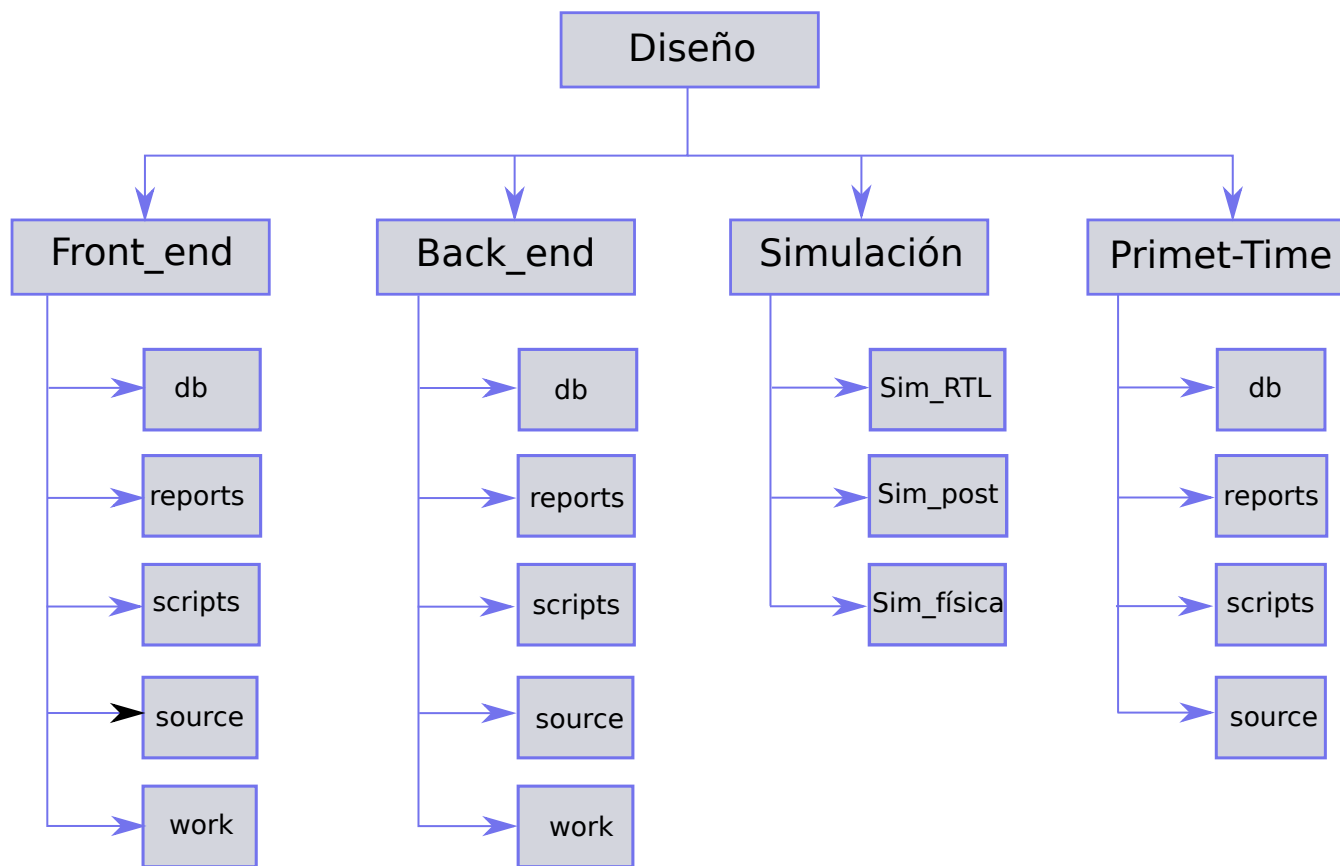 Diseño
Front_end
Back_end
Simulación
Primet-Time
db
db
Sim_RTL
db
reports
reports
Sim_post
reports
scripts
scripts
Sim_física
scripts
source
source
source
work
work